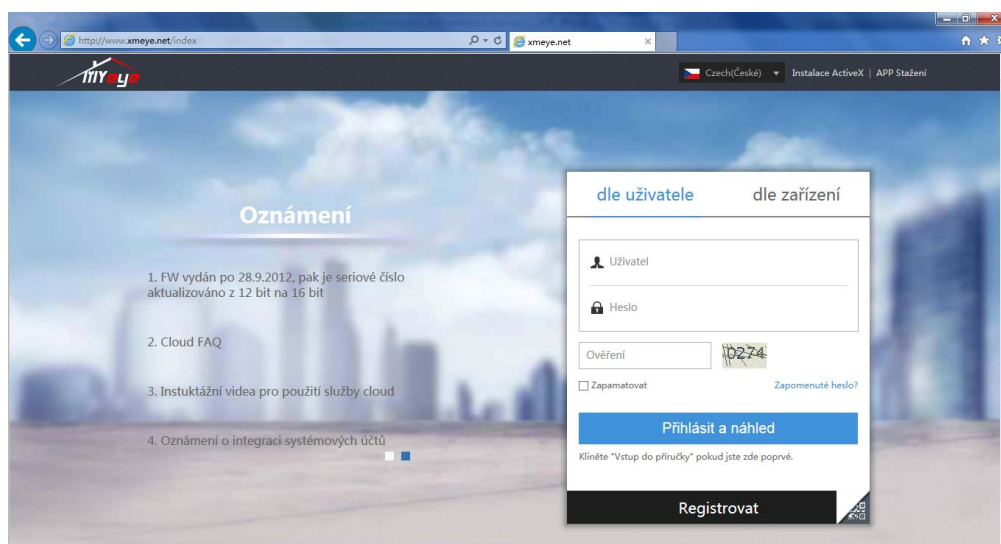 http://www.xmeye.net/index
xmeye.net
MYeye
Czech(České)
Instalace ActiveX | APP Stažení
Oznámení
1. FW vydán po 28.9.2012, pak je seriové číslo
aktualizováno z 12 bit na 16 bit
2. Cloud FAQ
3. Instuktážní videa pro použití služby cloud
4. Oznámení o integraci systémových účtů
dle uživatele
dle zařízení
Uživatel
Heslo
Ověření
0274
Zapamatovat
Zapomenuté heslo?
Přihlásit a náhled
Kliněte "Vstup do příručky" pokud jste zde poprvé.
Registrovat